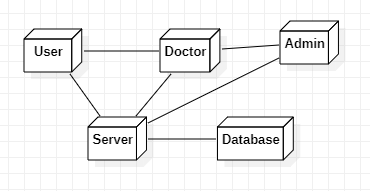 User
Doctor
Admin
Server
Database